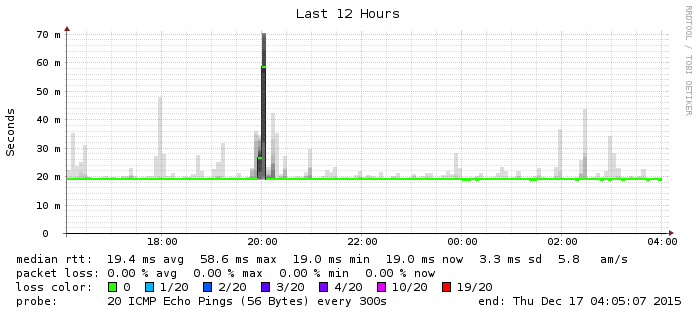 Last 12 Hours
RRDTOOL / TOBI OETIKER
Seconds
70 m
60 m
50 m
40 m
30 m
20 m
10 m
0
18:00 20:00 22:00 00:00 02:00 04:00
median rtt: 19.4 ms avg 58.6 ms max 19.0 ms min 19.0 ms now 3.3 ms sd 5.8 am/s
packet loss: 0.00 % avg 0.00 % max 0.00 % min 0.00 % now
loss color: 0 1/20 2/20 3/20 4/20 10/20 19/20
probe: 20 ICMP Echo Pings (56 Bytes) every 300s end: Thu Dec 17 04:05:07 2015